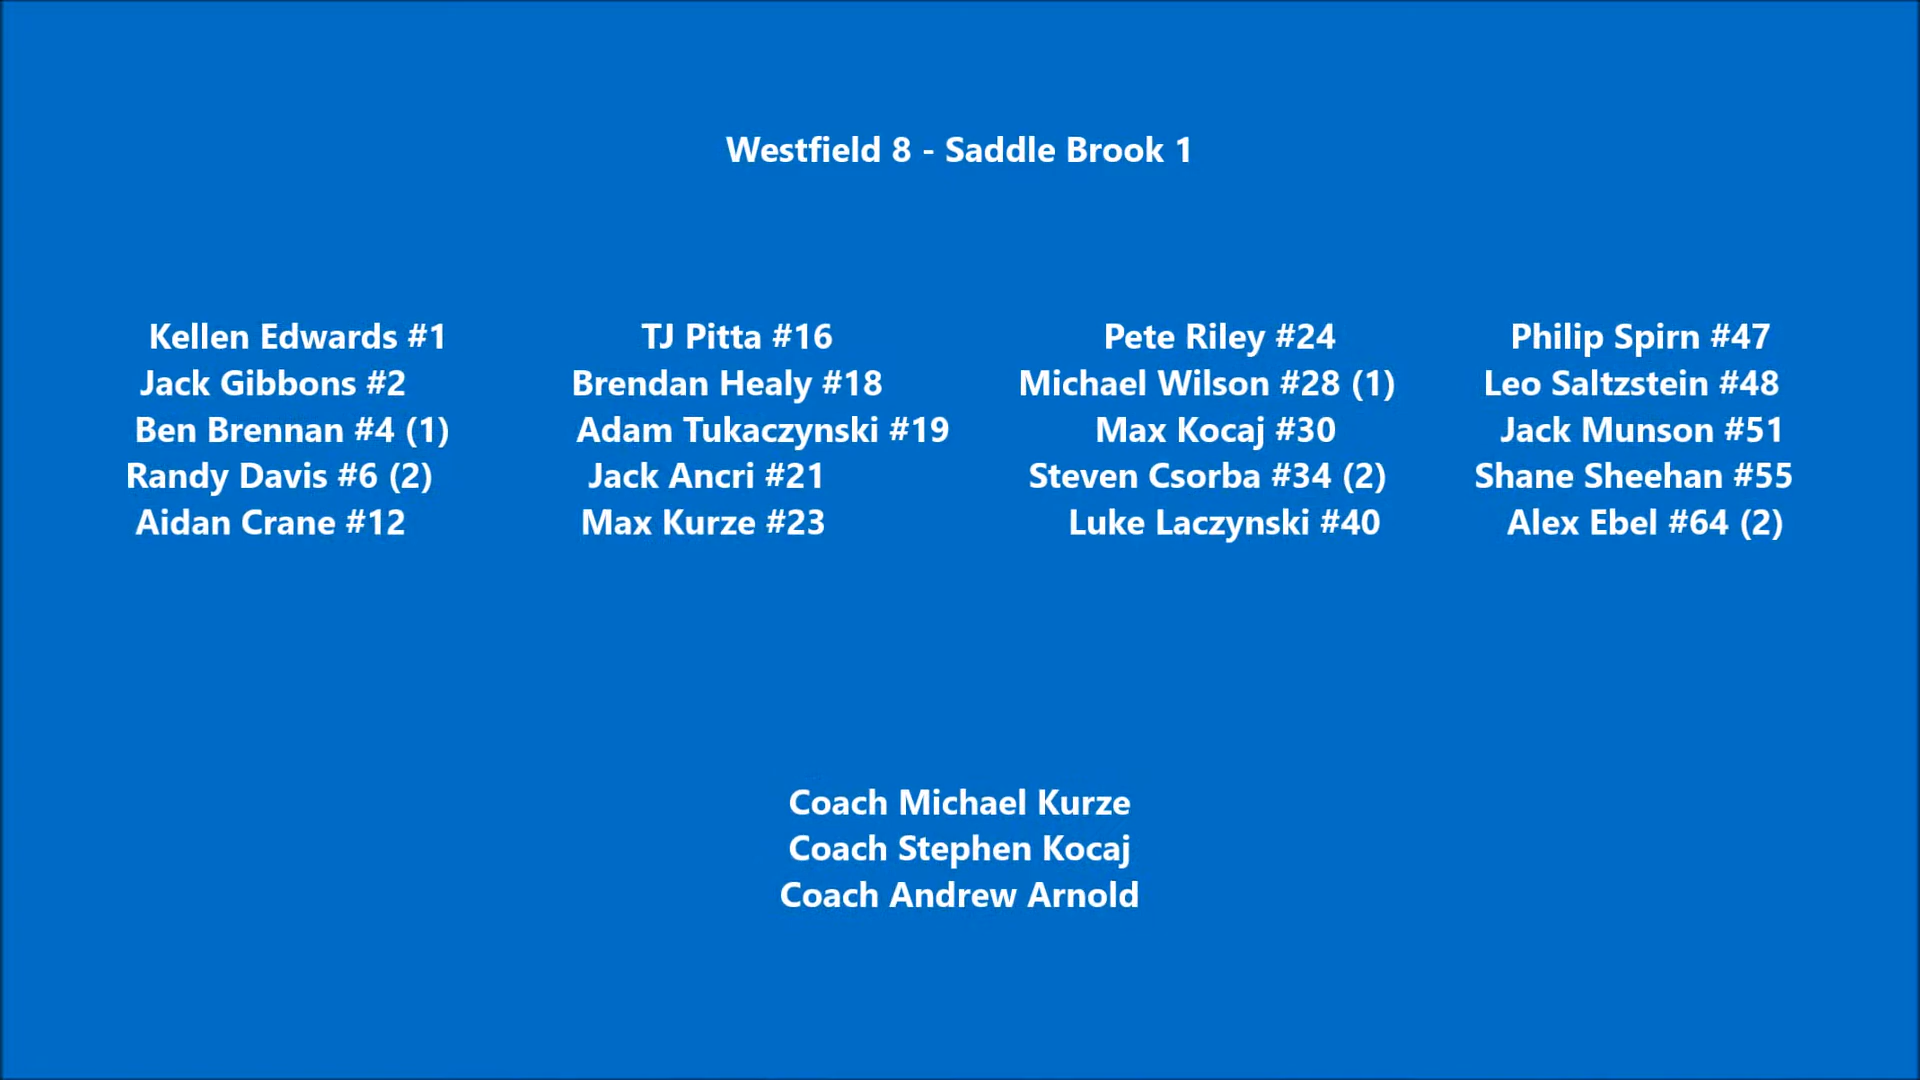 Westfield 8 - Saddle Brook 1
Kellen Edwards #1
Jack Gibbons #2
Ben Brennan #4 (1)
Randy Davis #6 (2)
Aidan Crane #12
TJ Pitta #16
Brendan Healy #18
Adam Tukaczynski #19
Jack Ancri #21
Max Kurze #23
Pete Riley #24
Michael Wilson #28 (1)
Max Kocaj #30
Steven Csorba #34 (2)
Luke Laczynski #40
Philip Spirn #47
Leo Saltzstein #48
Jack Munson #51
Shane Sheehan #55
Alex Ebel #64 (2)
Coach Michael Kurze
Coach Stephen Kocaj
Coach Andrew Arnold